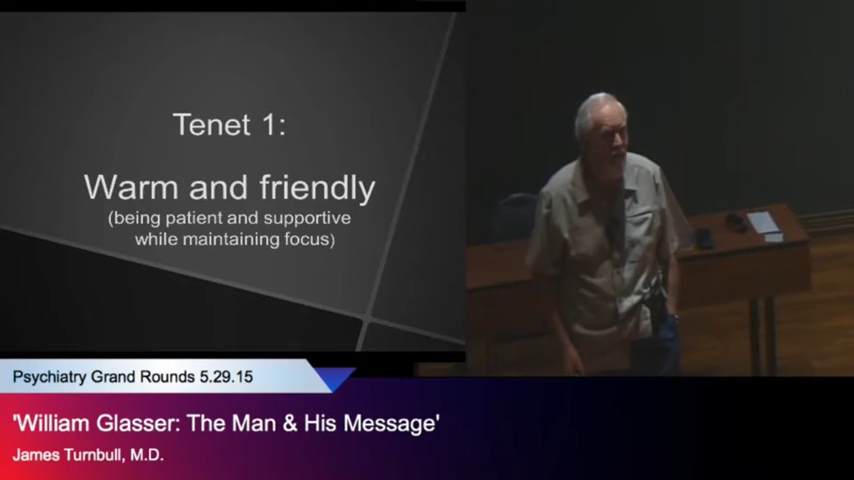 Tenet 1:
Warm and friendly
(being patient and supportive
while maintaining focus)
Psychiatry Grand Rounds 5.29.15
'William Glasser: The Man & His Message'
James Turnbull, M.D.